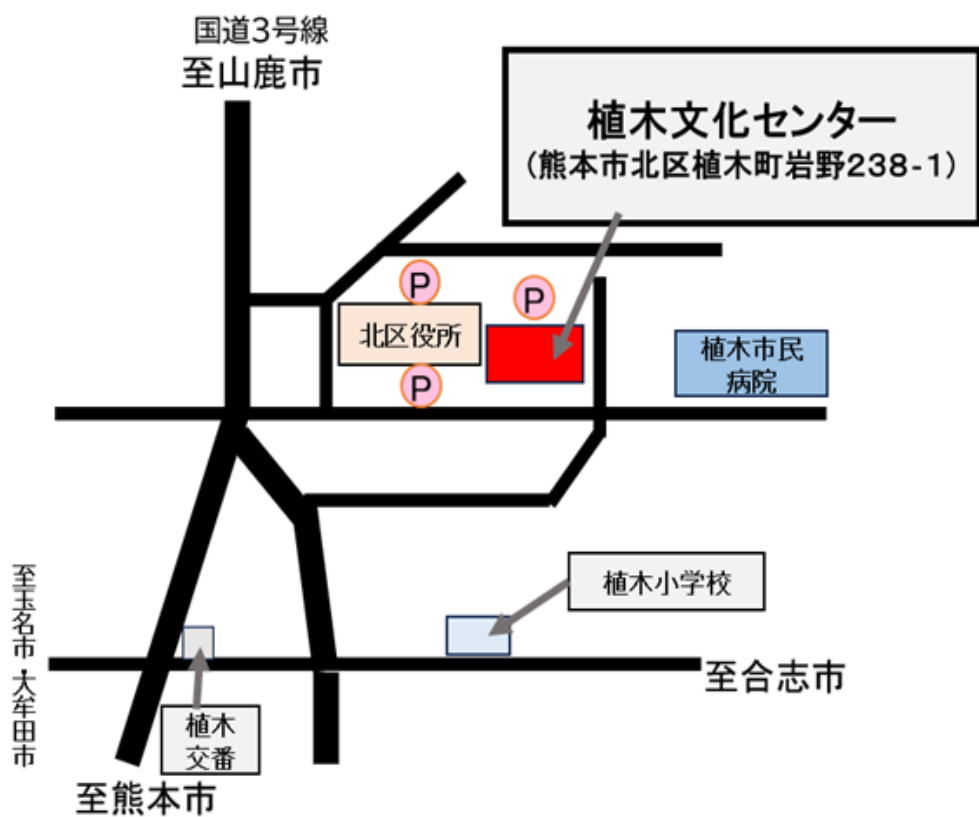 国道3号線
至山鹿市
植木文化センター
(熊本市北区植木町岩野238-1)
P
P
北区役所
P
植木市民
病院
植木小学校
至玉名市・大牟田市
至合志市
植木
交番
至熊本市